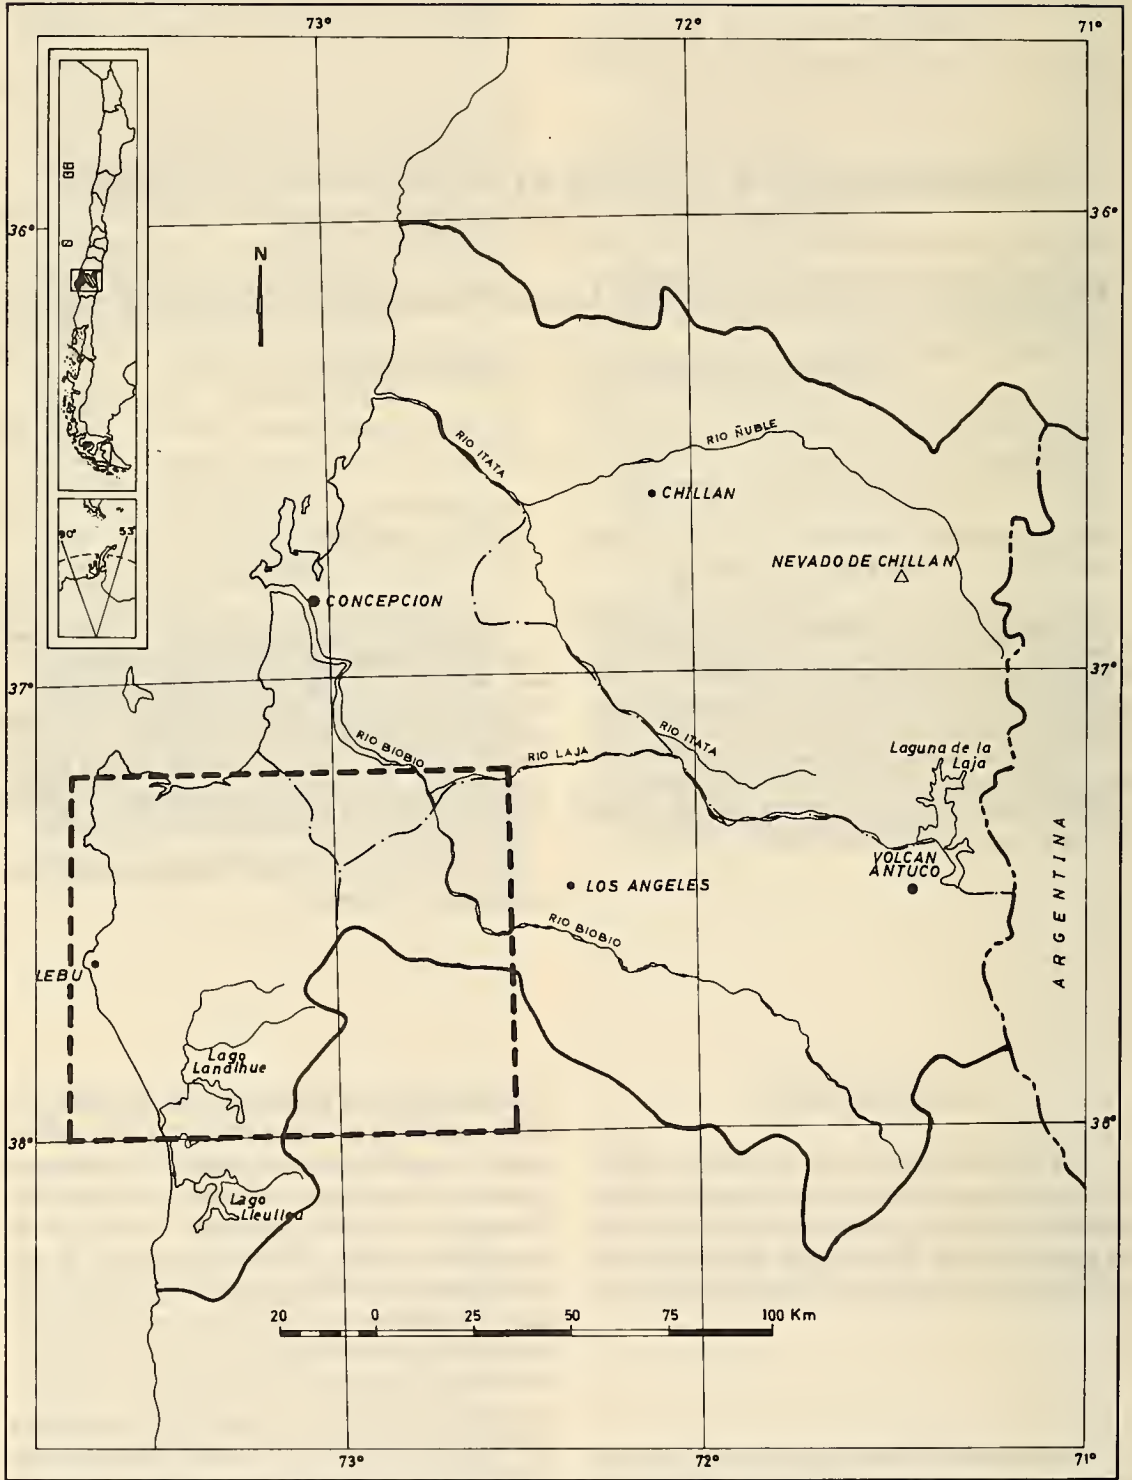 73°
72°
71°
36°
36°
N
RIO ITATA
RIO ÑUBLE
CHILLAN
90°
53°
NEVADO DE CHILLAN
CONCEPCION
37°
37°
RIO BIOBIO
RIO LAJA
RIO ITATA
Laguna de la
Laja
VOLCAN
ANTUCO
ARGENTINA
LOS ANGELES
RIO BIOBIO
LEBU
Lago
Lanalhue
38°
38°
Lago
Lleulleu
20 0 25 50 75 100 Km
73°
72°
71°